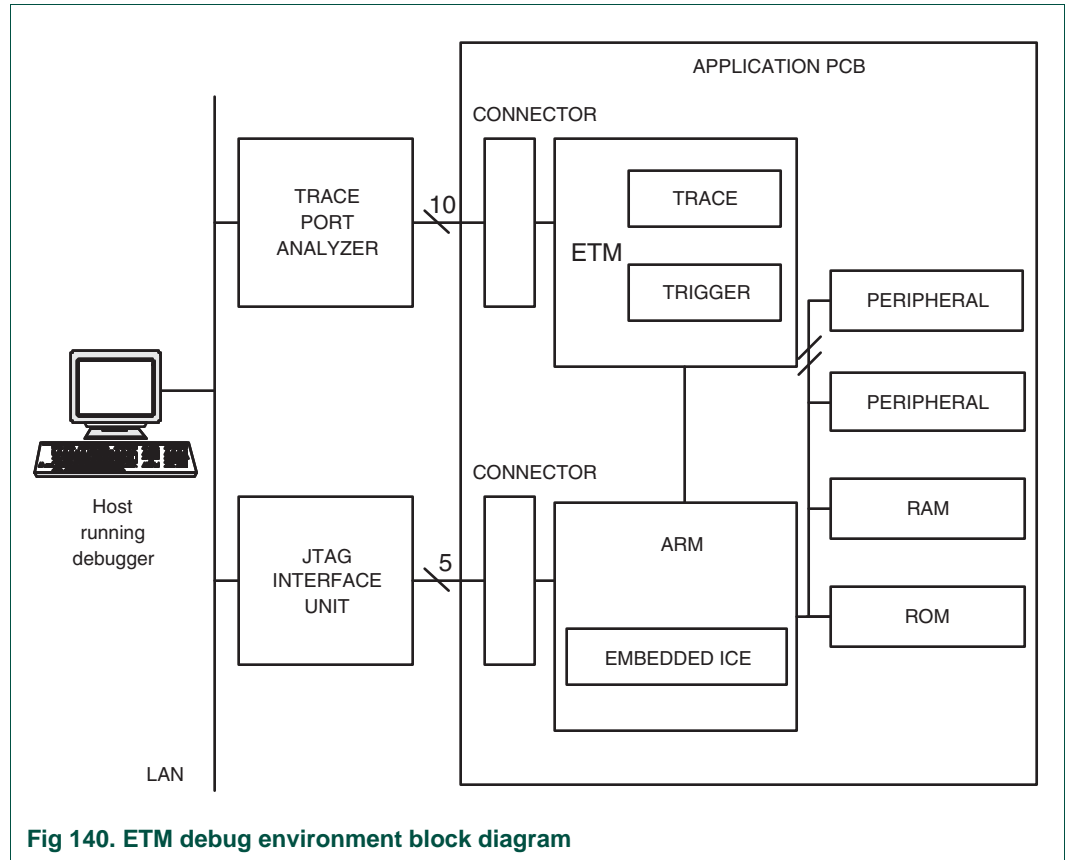 APPLICATION PCB
CONNECTOR
TRACE
PORT
ANALYZER
10
ETM
TRACE
TRIGGER
PERIPHERAL
PERIPHERAL
Host
running
debugger
CONNECTOR
JTAG
INTERFACE
UNIT
5
ARM
EMBEDDED ICE
RAM
ROM
LAN
Fig 140. ETM debug environment block diagram